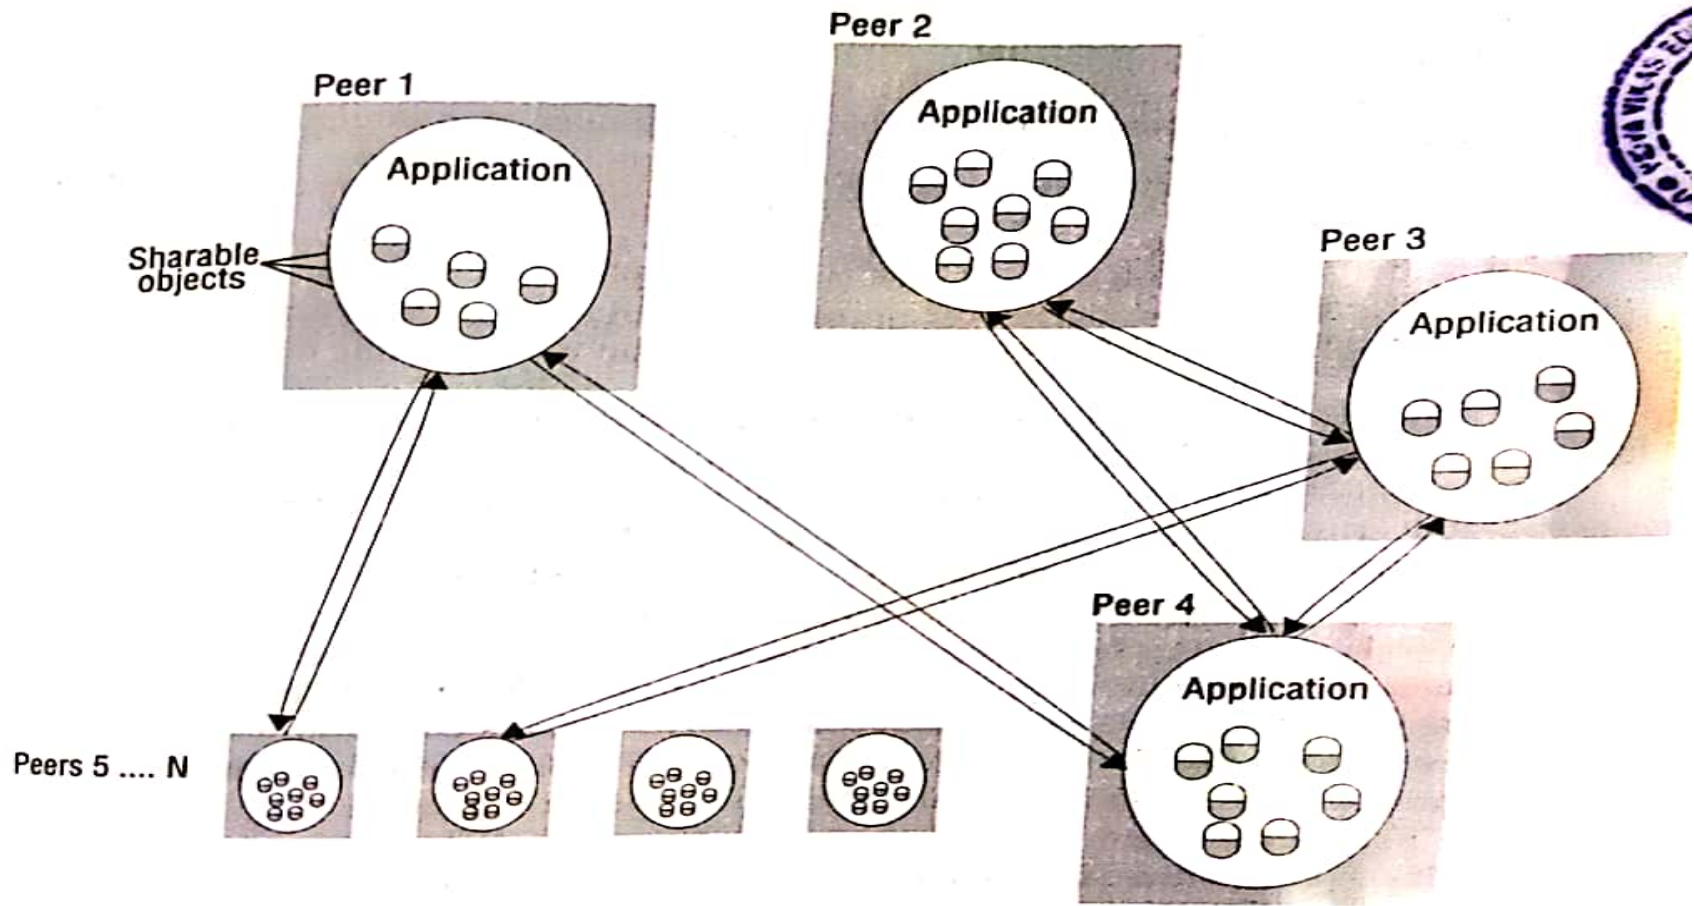 Peer 2
Peer 1
Application
Application
Sharable
objects
Peer 3
Application
Peer 4
Application
Peers 5 .... N